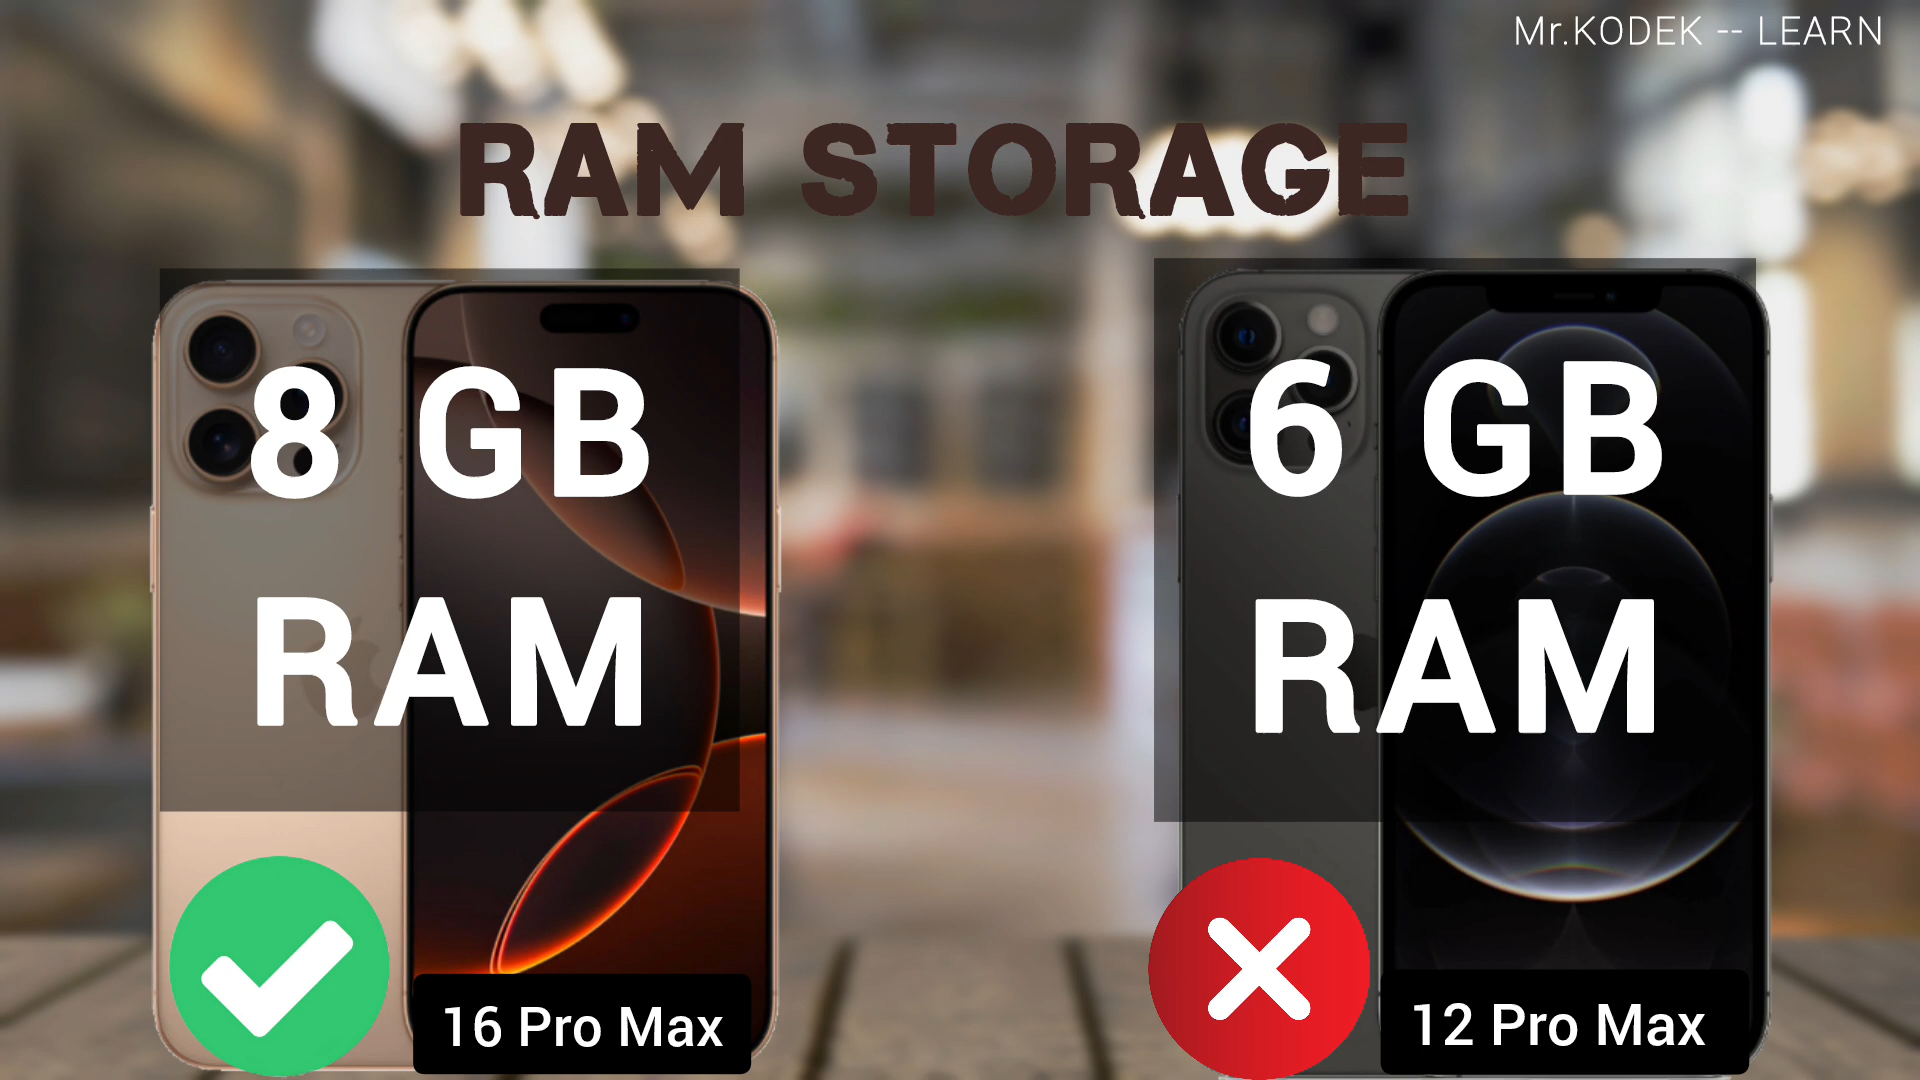 Mr.KODEK -- LEARN
RAM STORAGE
8 GB
RAM
6 GB
RAM
16 Pro Max
12 Pro Max